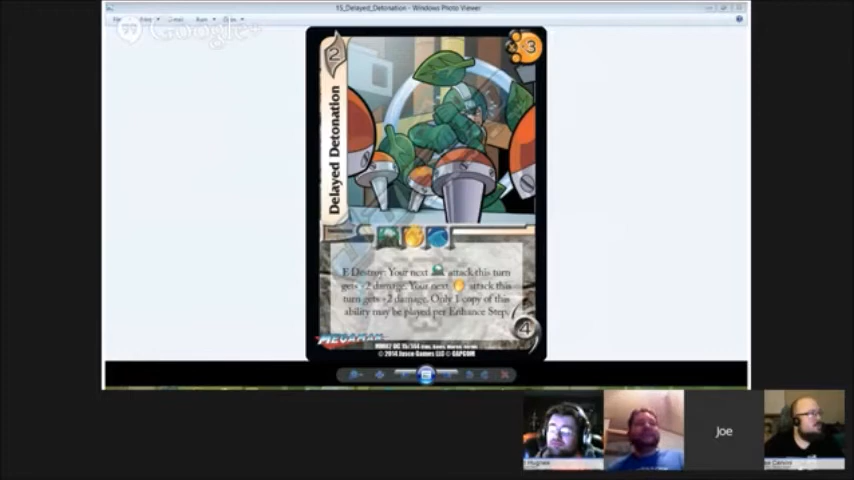 15_Delayed_Detonation - Windows Photo Viewer
Google+
2
3
Delayed Detonation
E Destroy: Your next attack this turn
gets +2 damage. Your next attack this
turn gets +2 damage. Only 1 copy of this
ability may be played per Enhance Step.
4
MEGAMAN
© 2014 Jasco Games LLC © CAPCOM
Joe